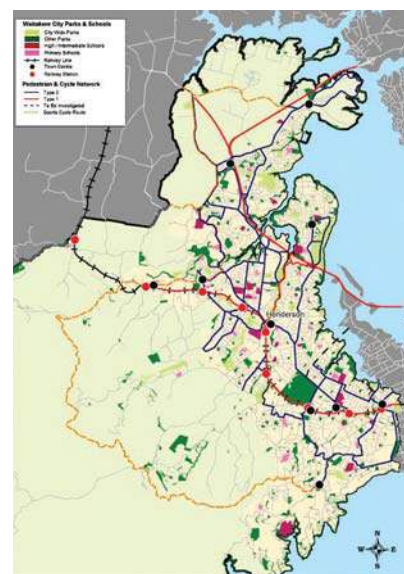 Waitakere City Parks & Schools
City Wide Parks
Other Parks
High / Intermediate Schools
Primary Schools
Railway Line
Town Centre
Railway Station
Pedestrian & Cycle Network
Type 2
Type 1
To Be Investigated
Scenic Cycle Route
Henderson
N
W
E
S